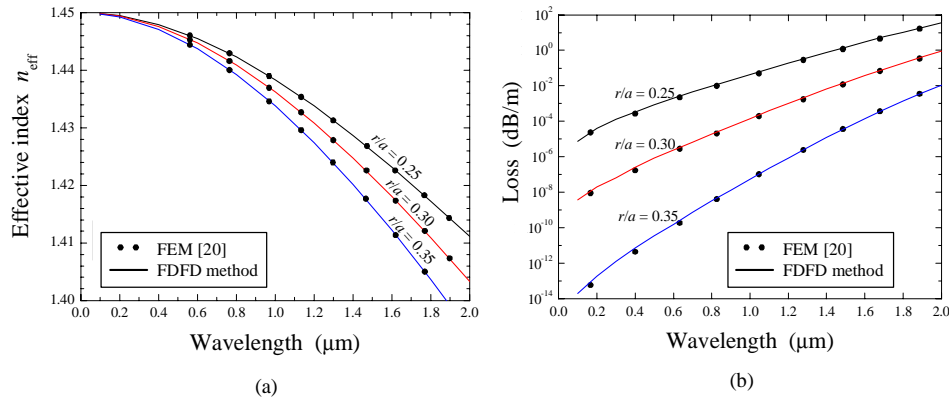 (a)
1.45
1.44
1.43
1.42
1.41
1.40
Effective index n_eff
r/a = 0.25
r/a = 0.30
r/a = 0.35
FEM [20]
FDFD method
0.0 0.2 0.4 0.6 0.8 1.0 1.2 1.4 1.6 1.8 2.0
Wavelength (μm)
(a)
10^2
10^0
10^-2
10^-4
10^-6
10^-8
10^-10
10^-12
10^-14
Loss (dB/m)
r/a = 0.25
r/a = 0.30
r/a = 0.35
FEM [20]
FDFD method
0.0 0.2 0.4 0.6 0.8 1.0 1.2 1.4 1.6 1.8 2.0
Wavelength (μm)
(b)